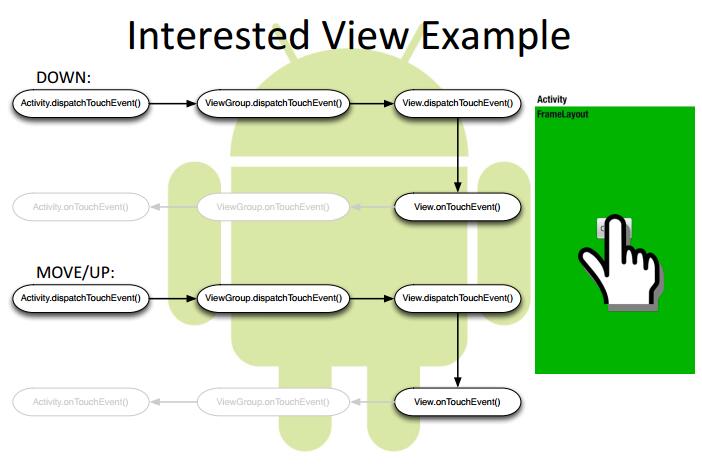 Interested View Example
DOWN:
Activity.dispatchTouchEvent()
ViewGroup.dispatchTouchEvent()
View.dispatchTouchEvent()
Activity
FrameLayout
Activity.onTouchEvent()
ViewGroup.onTouchEvent()
View.onTouchEvent()
MOVE/UP:
Activity.dispatchTouchEvent()
ViewGroup.dispatchTouchEvent()
View.dispatchTouchEvent()
Activity.onTouchEvent()
ViewGroup.onTouchEvent()
View.onTouchEvent()